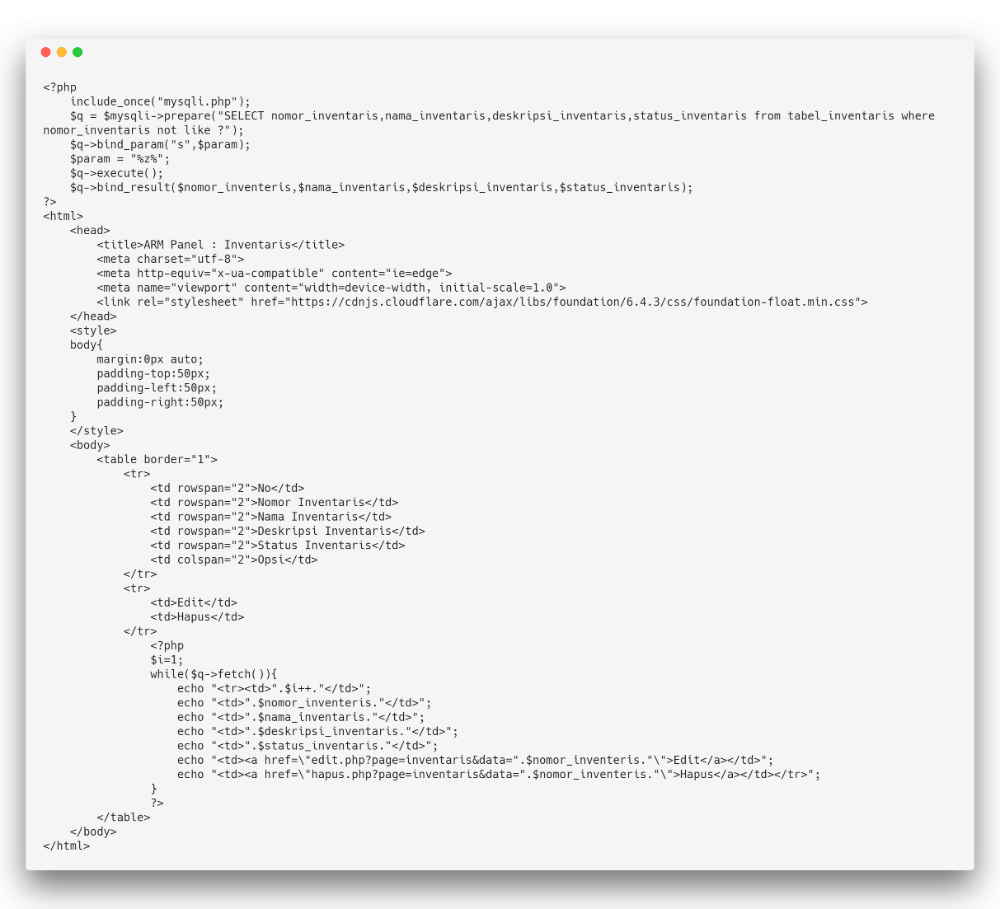 <?php
    include_once("mysqli.php");
    $q = $mysqli->prepare("SELECT nomor_inventaris,nama_inventaris,deskripsi_inventaris,status_inventaris from tabel_inventaris where
nomor_inventaris not like ?");
    $q->bind_param("s",$param);
    $param = "%z%";
    $q->execute();
    $q->bind_result($nomor_inventeris,$nama_inventaris,$deskripsi_inventaris,$status_inventaris);
?>
<html>
    <head>
        <title>ARM Panel : Inventaris</title>
        <meta charset="utf-8">
        <meta http-equiv="x-ua-compatible" content="ie=edge">
        <meta name="viewport" content="width=device-width, initial-scale=1.0">
        <link rel="stylesheet" href="https://cdnjs.cloudflare.com/ajax/libs/foundation/6.4.3/css/foundation-float.min.css">
    </head>
    <style>
    body{
        margin:0px auto;
        padding-top:50px;
        padding-left:50px;
        padding-right:50px;
    }
    </style>
    <body>
        <table border="1">
            <tr>
                <td rowspan="2">No</td>
                <td rowspan="2">Nomor Inventaris</td>
                <td rowspan="2">Nama Inventaris</td>
                <td rowspan="2">Deskripsi Inventaris</td>
                <td rowspan="2">Status Inventaris</td>
                <td colspan="2">Opsi</td>
            </tr>
            <tr>
                <td>Edit</td>
                <td>Hapus</td>
            </tr>
                <?php
                $i=1;
                while($q->fetch()){
                    echo "<tr><td>".$i++."</td>";
                    echo "<td>".$nomor_inventeris."</td>";
                    echo "<td>".$nama_inventaris."</td>";
                    echo "<td>".$deskripsi_inventaris."</td>";
                    echo "<td>".$status_inventaris."</td>";
                    echo "<td><a href=\"edit.php?page=inventaris&data=".$nomor_inventeris."\">Edit</a></td>";
                    echo "<td><a href=\"hapus.php?page=inventaris&data=".$nomor_inventeris."\">Hapus</a></td></tr>";
                }
                ?>
        </table>
    </body>
</html>